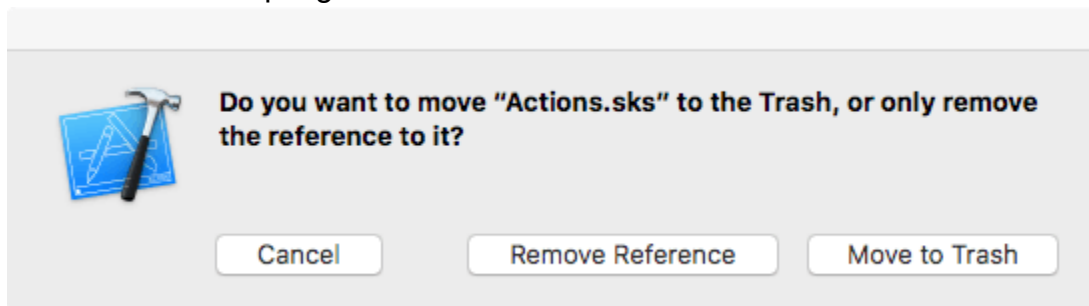 Do you want to move “Actions.sks” to the Trash, or only remove
the reference to it?
Cancel
Remove Reference
Move to Trash